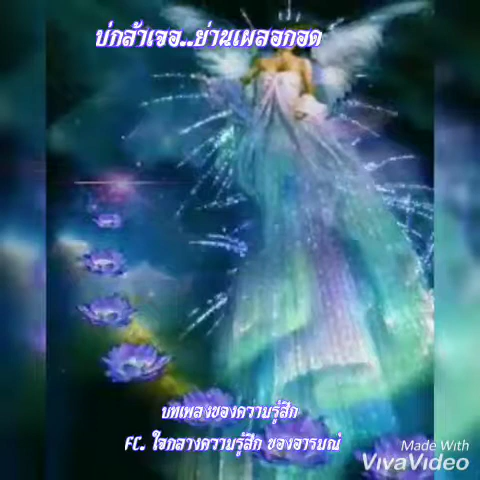 บ่กล้าเจอ..ย่านเผลอกอด
บทเพลงของความรู้สึก
FC. ใจกลางความรู้สึก ของอารมณ์
Made With
VivaVideo